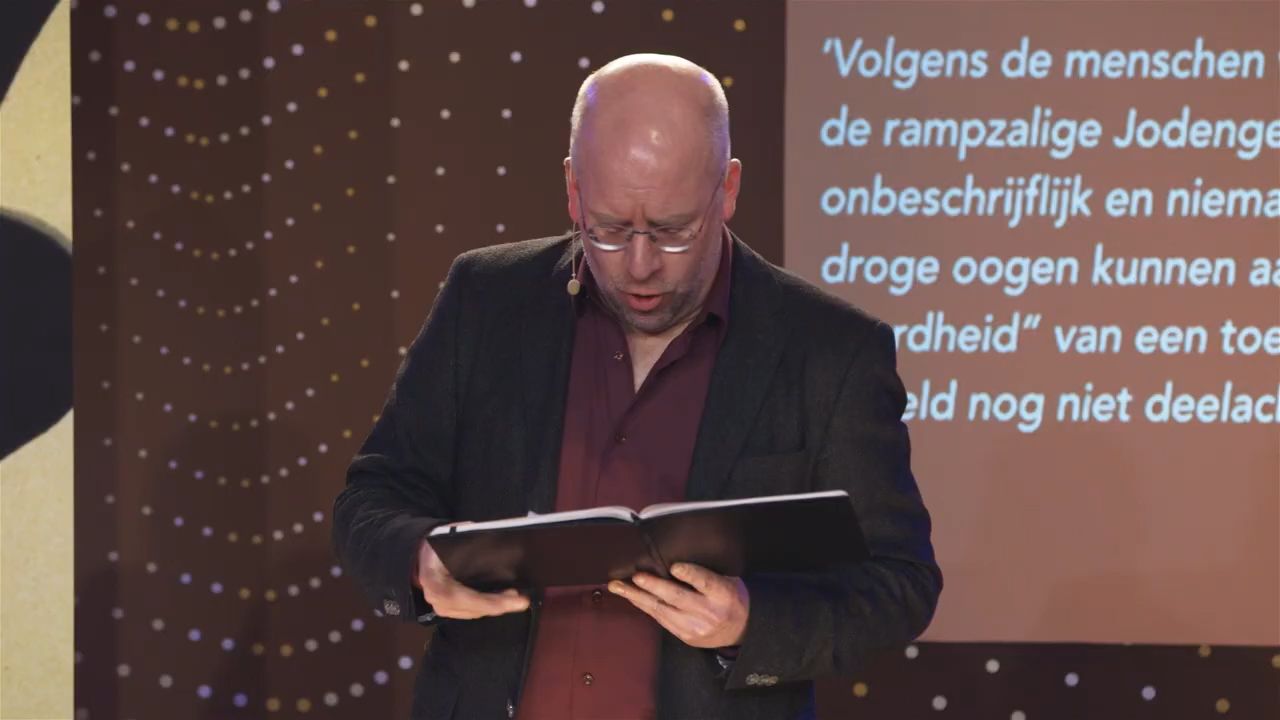 ‘Volgens de menschen
de rampzalige Jodenge
onbeschrijflijk en niema
droge oogen kunnen aa
rdheid“ van een toe
eld nog niet deelach